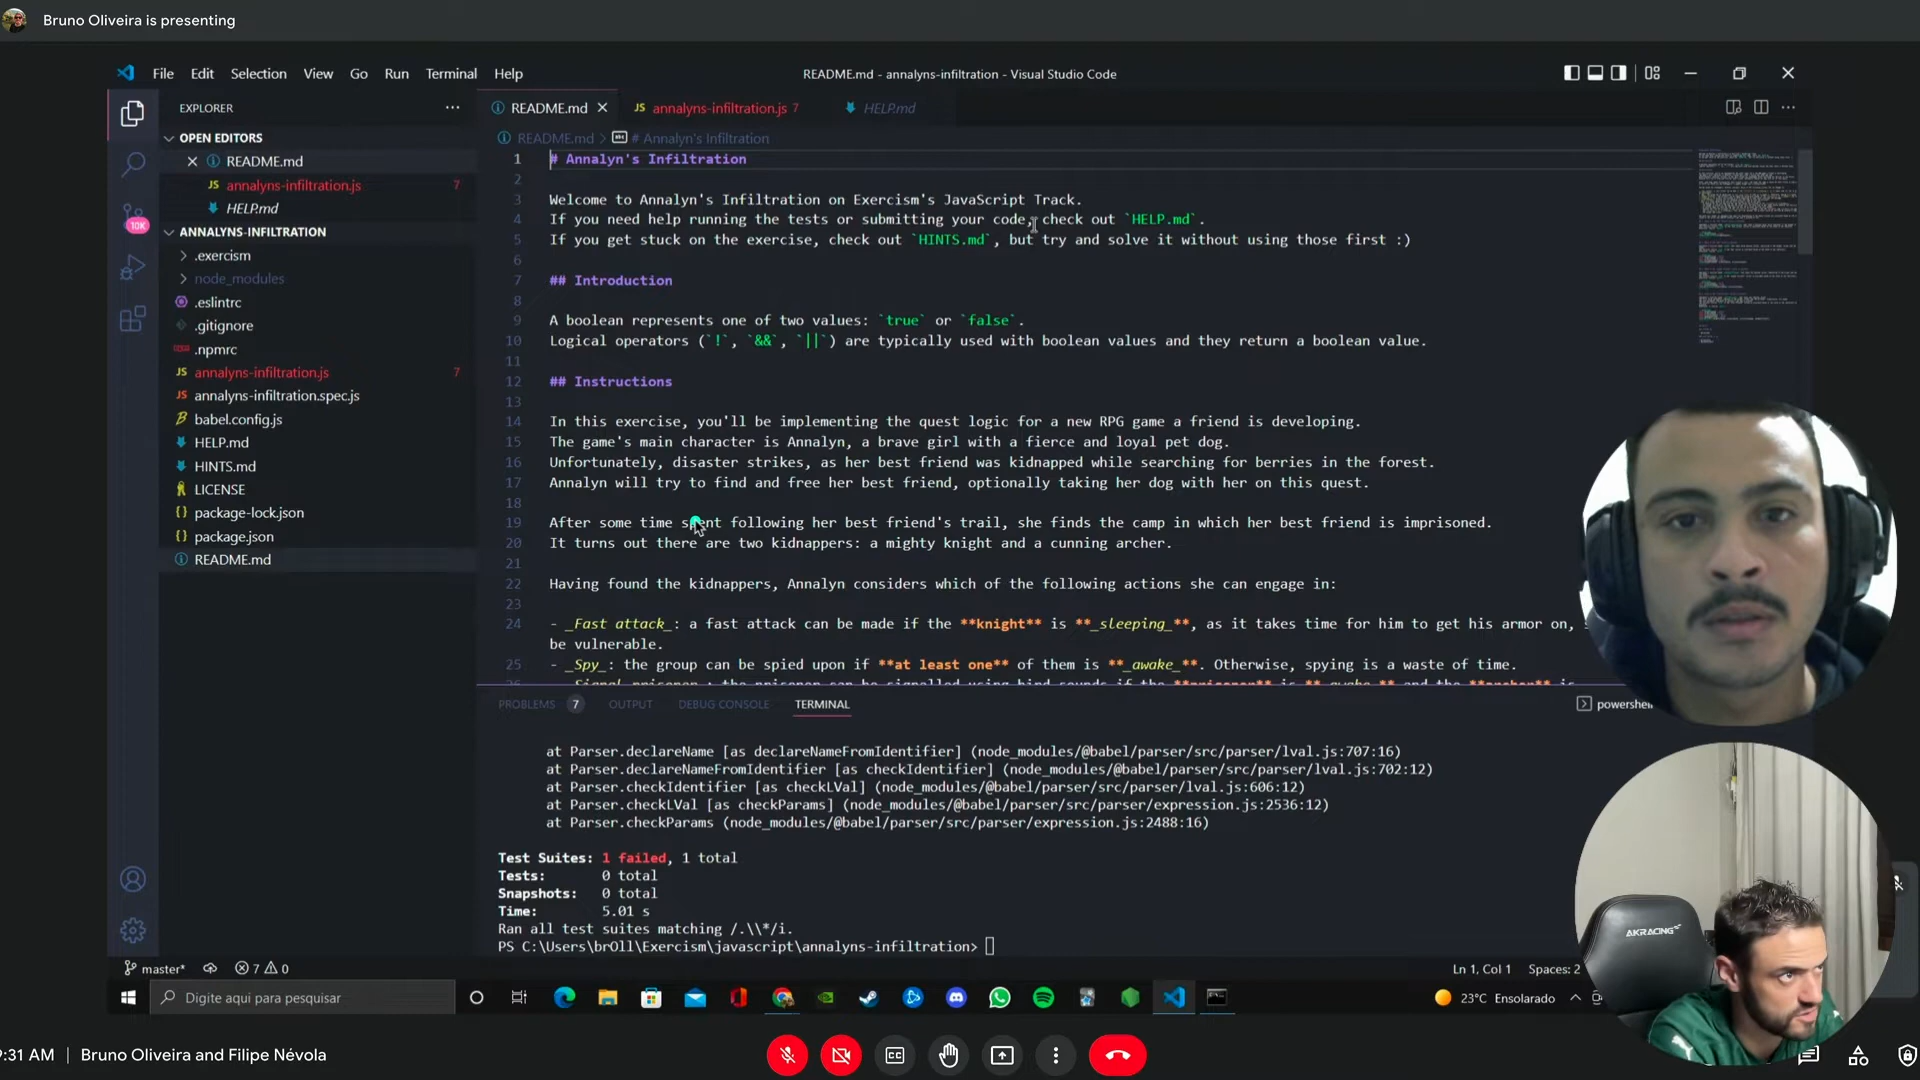 Bruno Oliveira is presenting
File Edit Selection View Go Run Terminal Help
README.md - annalyns-infiltration - Visual Studio Code
EXPLORER
OPEN EDITORS
README.md
JS annalyns-infiltration.js 7
HELP.md
ANNALYNS-INFILTRATION
.exercism
node_modules
.eslintrc
.gitignore
.npmrc
JS annalyns-infiltration.js 7
JS annalyns-infiltration.spec.js
babel.config.js
HELP.md
HINTS.md
LICENSE
{} package-lock.json
{} package.json
README.md
10K
README.md
JS annalyns-infiltration.js 7
HELP.md
README.md > # Annalyn's Infiltration
1 # Annalyn's Infiltration
2
3 Welcome to Annalyn's Infiltration on Exercism's JavaScript Track.
4 If you need help running the tests or submitting your code, check out `HELP.md`.
5 If you get stuck on the exercise, check out `HINTS.md`, but try and solve it without using those first :)
6
7 ## Introduction
8
9 A boolean represents one of two values: `true` or `false`.
10 Logical operators (`!`, `&&`, `||`) are typically used with boolean values and they return a boolean value.
11
12 ## Instructions
13
14 In this exercise, you'll be implementing the quest logic for a new RPG game a friend is developing.
15 The game's main character is Annalyn, a brave girl with a fierce and loyal pet dog.
16 Unfortunately, disaster strikes, as her best friend was kidnapped while searching for berries in the forest.
17 Annalyn will try to find and free her best friend, optionally taking her dog with her on this quest.
18
19 After some time spent following her best friend's trail, she finds the camp in which her best friend is imprisoned.
20 It turns out there are two kidnappers: a mighty knight and a cunning archer.
21
22 Having found the kidnappers, Annalyn considers which of the following actions she can engage in:
23
24 - _Fast attack_: a fast attack can be made if the **knight** is **_sleeping_**, as it takes time for him to get his armor on,
be vulnerable.
25 - _Spy_: the group can be spied upon if **at least one** of them is **_awake_**. Otherwise, spying is a waste of time.
PROBLEMS 7 OUTPUT DEBUG CONSOLE TERMINAL
powershell
at Parser.declareName [as declareNameFromIdentifier] (node_modules/@babel/parser/src/parser/lval.js:707:16)
at Parser.declareNameFromIdentifier [as checkIdentifier] (node_modules/@babel/parser/src/parser/lval.js:702:12)
at Parser.checkIdentifier [as checkLVal] (node_modules/@babel/parser/src/parser/lval.js:606:12)
at Parser.checkLVal [as checkParams] (node_modules/@babel/parser/src/parser/expression.js:2536:12)
at Parser.checkParams (node_modules/@babel/parser/src/parser/expression.js:2488:16)
Test Suites: 1 failed, 1 total
Tests: 0 total
Snapshots: 0 total
Time: 5.01 s
Ran all test suites matching /.\\*/i.
PS C:\Users\brOll\Exercism\javascript\annalyns-infiltration>
AKRACING
master* 7 0
Ln 1, Col 1 Spaces: 2
Digite aqui para pesquisar
23°C Ensolarado
9:31 AM | Bruno Oliveira and Filipe Névola
CC